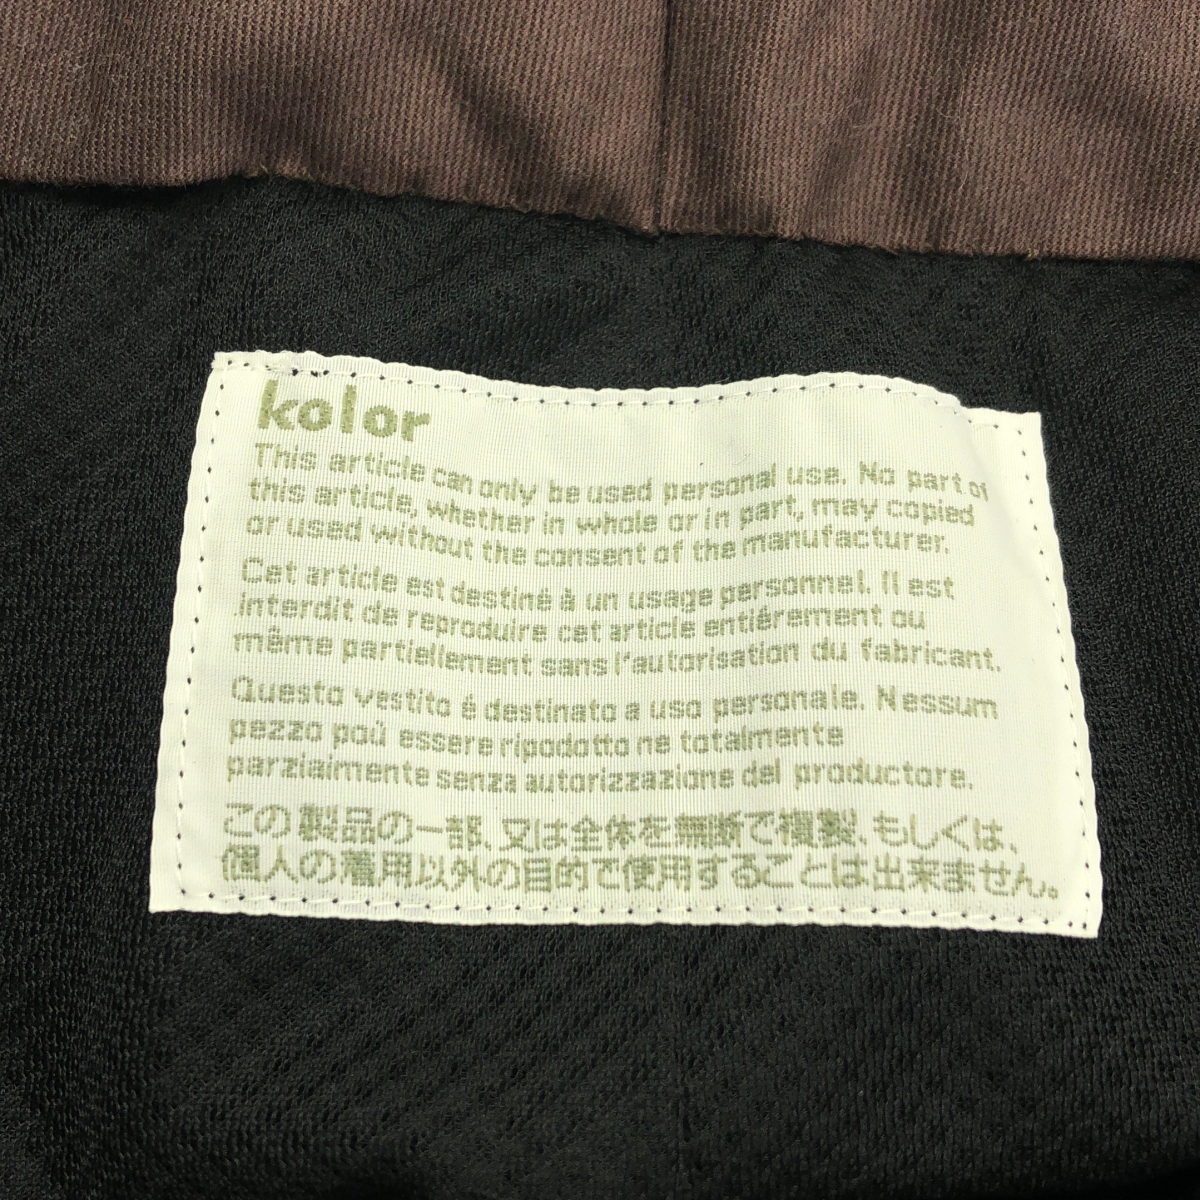 kolor
This article can only be used personal use. No part of
this article, whether in whole or in part, may copied
or used without the consent of the manufacturer.
Cet article est destiné à un usage personnel. Il est
interdit de reproduire cet article entiérement ou
même partiellement sans l'autorisation du fabricant.
Questo vestito é destinato a uso personale. Nessum
pezzo paù essere ripodotto ne totalmente
parziaimente senza autorizzazione del productore.
この製品の一部、又は全体を無断で複製、もしくは、
個人の着用以外の目的で使用することは出来ません。